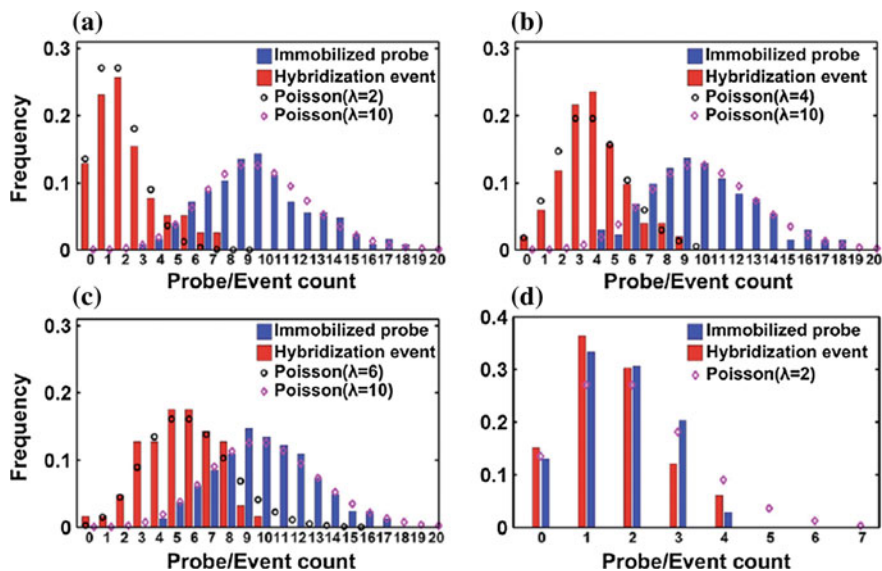 (a)
0.3
0.2
0.1
0
Frequency
Immobilized probe
Hybridization event
Poisson(λ=2)
Poisson(λ=10)
0 1 2 3 4 5 6 7 8 9 10 11 12 13 14 15 16 17 18 19 20
Probe/Event count
(b)
0.3
0.2
0.1
0
Immobilized probe
Hybridization event
Poisson(λ=4)
Poisson(λ=10)
0 1 2 3 4 5 6 7 8 9 10 11 12 13 14 15 16 17 18 19 20
Probe/Event count
(c)
0.3
0.2
0.1
0
Frequency
Immobilized probe
Hybridization event
Poisson(λ=6)
Poisson(λ=10)
0 1 2 3 4 5 6 7 8 9 10 11 12 13 14 15 16 17 18 19 20
Probe/Event count
(d)
0.4
0.3
0.2
0.1
0
Immobilized probe
Hybridization event
Poisson(λ=2)
0 1 2 3 4 5 6 7
Probe/Event count